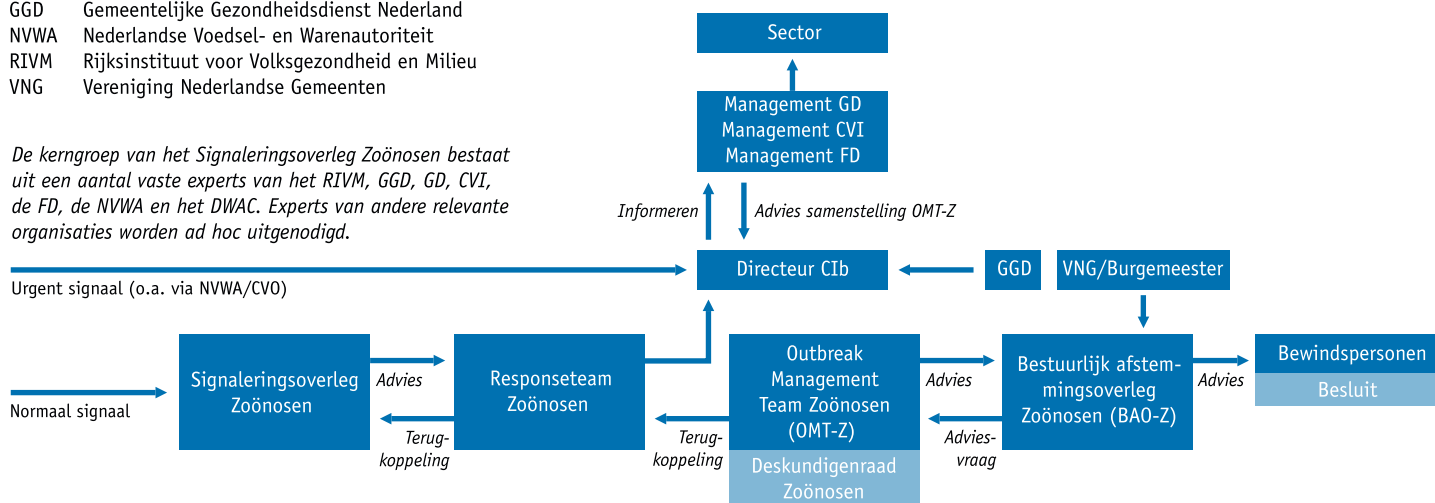 GGD Gemeentelijke Gezondheidsdienst Nederland
NVWA Nederlandse Voedsel- en Warenautoriteit
RIVM Rijksinstituut voor Volksgezondheid en Milieu
VNG Vereniging Nederlandse Gemeenten
De kerngroep van het Signaleringsoverleg Zoönosen bestaat
uit een aantal vaste experts van het RIVM, GGD, GD, CVI,
de FD, de NVWA en het DWAC. Experts van andere relevante
organisaties worden ad hoc uitgenodigd.
Sector
Management GD
Management CVI
Management FD
Informeren
Advies samenstelling OMT-Z
Directeur CIb
GGD
VNG/Burgemeester
Urgent signaal (o.a. via NVWA/CVO)
Normaal signaal
Signaleringsoverleg
Zoönosen
Advies
Terug-
koppeling
Responseteam
Zoönosen
Terug-
koppeling
Outbreak
Management
Team Zoönosen
(OMT-Z)
Deskundigenraad
Zoönosen
Advies
Advies-
vraag
Bestuurlijk afstem-
mingsoverleg
Zoönosen (BAO-Z)
Advies
Bewindspersonen
Besluit